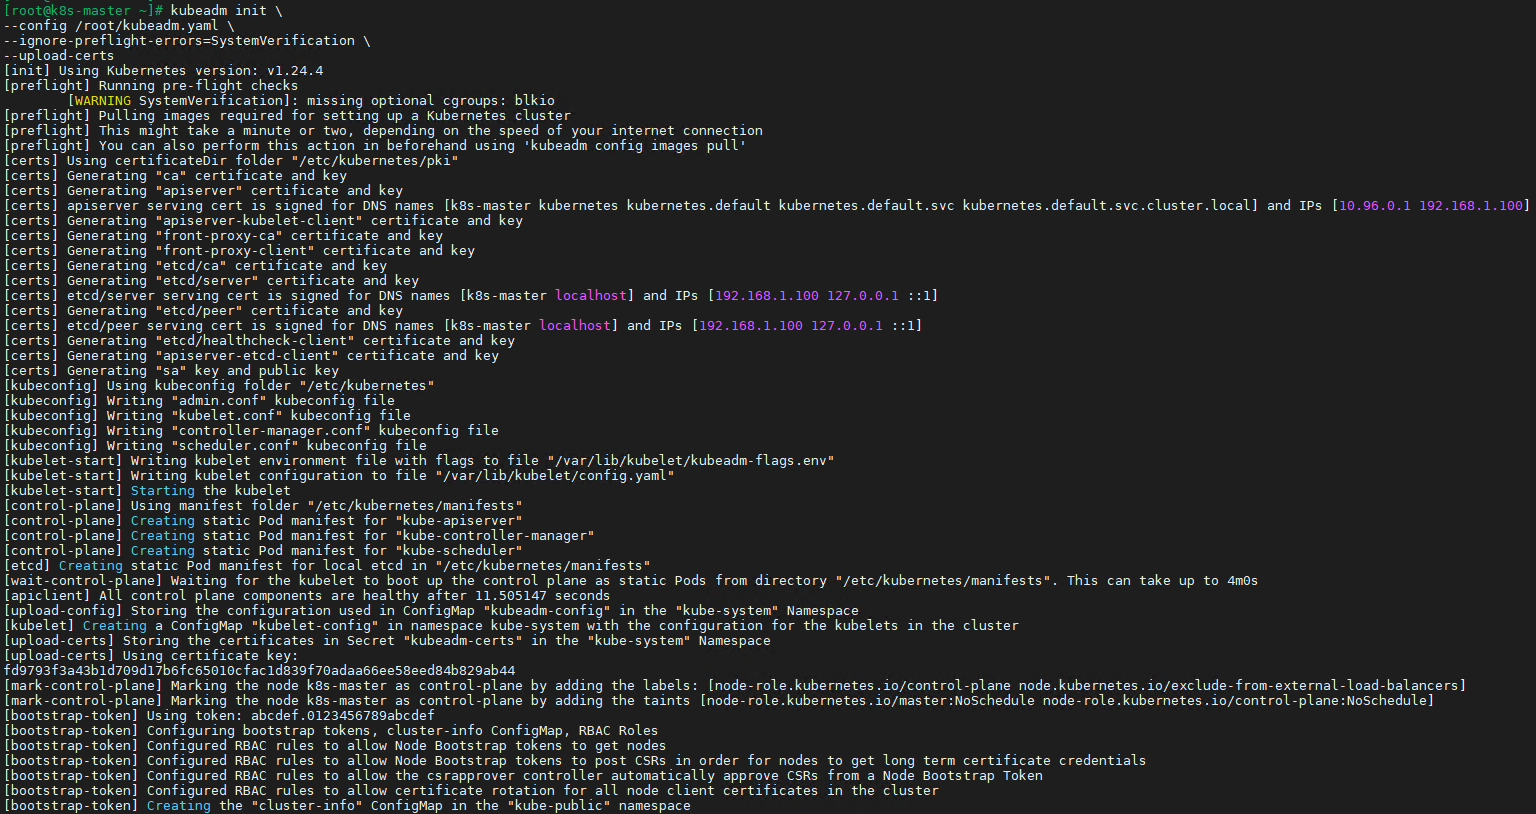 [root@k8s-master ~]# kubeadm init \
--config /root/kubeadm.yaml \
--ignore-preflight-errors=SystemVerification \
--upload-certs
[init] Using Kubernetes version: v1.24.4
[preflight] Running pre-flight checks
        [WARNING SystemVerification]: missing optional cgroups: blkio
[preflight] Pulling images required for setting up a Kubernetes cluster
[preflight] This might take a minute or two, depending on the speed of your internet connection
[preflight] You can also perform this action in beforehand using 'kubeadm config images pull'
[certs] Using certificateDir folder "/etc/kubernetes/pki"
[certs] Generating "ca" certificate and key
[certs] Generating "apiserver" certificate and key
[certs] apiserver serving cert is signed for DNS names [k8s-master kubernetes kubernetes.default kubernetes.default.svc kubernetes.default.svc.cluster.local] and IPs [10.96.0.1 192.168.1.100]
[certs] Generating "apiserver-kubelet-client" certificate and key
[certs] Generating "front-proxy-ca" certificate and key
[certs] Generating "front-proxy-client" certificate and key
[certs] Generating "etcd/ca" certificate and key
[certs] Generating "etcd/server" certificate and key
[certs] etcd/server serving cert is signed for DNS names [k8s-master localhost] and IPs [192.168.1.100 127.0.0.1 ::1]
[certs] Generating "etcd/peer" certificate and key
[certs] etcd/peer serving cert is signed for DNS names [k8s-master localhost] and IPs [192.168.1.100 127.0.0.1 ::1]
[certs] Generating "etcd/healthcheck-client" certificate and key
[certs] Generating "apiserver-etcd-client" certificate and key
[certs] Generating "sa" key and public key
[kubeconfig] Using kubeconfig folder "/etc/kubernetes"
[kubeconfig] Writing "admin.conf" kubeconfig file
[kubeconfig] Writing "kubelet.conf" kubeconfig file
[kubeconfig] Writing "controller-manager.conf" kubeconfig file
[kubeconfig] Writing "scheduler.conf" kubeconfig file
[kubelet-start] Writing kubelet environment file with flags to file "/var/lib/kubelet/kubeadm-flags.env"
[kubelet-start] Writing kubelet configuration to file "/var/lib/kubelet/config.yaml"
[kubelet-start] Starting the kubelet
[control-plane] Using manifest folder "/etc/kubernetes/manifests"
[control-plane] Creating static Pod manifest for "kube-apiserver"
[control-plane] Creating static Pod manifest for "kube-controller-manager"
[control-plane] Creating static Pod manifest for "kube-scheduler"
[etcd] Creating static Pod manifest for local etcd in "/etc/kubernetes/manifests"
[wait-control-plane] Waiting for the kubelet to boot up the control plane as static Pods from directory "/etc/kubernetes/manifests". This can take up to 4m0s
[apiclient] All control plane components are healthy after 11.505147 seconds
[upload-config] Storing the configuration used in ConfigMap "kubeadm-config" in the "kube-system" Namespace
[kubelet] Creating a ConfigMap "kubelet-config" in namespace kube-system with the configuration for the kubelets in the cluster
[upload-certs] Storing the certificates in Secret "kubeadm-certs" in the "kube-system" Namespace
[upload-certs] Using certificate key:
fd9793f3a43b1d709d17b6fc65010cfac1d839f70adaa66ee58eed84b829ab44
[mark-control-plane] Marking the node k8s-master as control-plane by adding the labels: [node-role.kubernetes.io/control-plane node.kubernetes.io/exclude-from-external-load-balancers]
[mark-control-plane] Marking the node k8s-master as control-plane by adding the taints [node-role.kubernetes.io/master:NoSchedule node-role.kubernetes.io/control-plane:NoSchedule]
[bootstrap-token] Using token: abcdef.0123456789abcdef
[bootstrap-token] Configuring bootstrap tokens, cluster-info ConfigMap, RBAC Roles
[bootstrap-token] Configured RBAC rules to allow Node Bootstrap tokens to get nodes
[bootstrap-token] Configured RBAC rules to allow Node Bootstrap tokens to post CSRs in order for nodes to get long term certificate credentials
[bootstrap-token] Configured RBAC rules to allow the csrapprover controller automatically approve CSRs from a Node Bootstrap Token
[bootstrap-token] Configured RBAC rules to allow certificate rotation for all node client certificates in the cluster
[bootstrap-token] Creating the "cluster-info" ConfigMap in the "kube-public" namespace